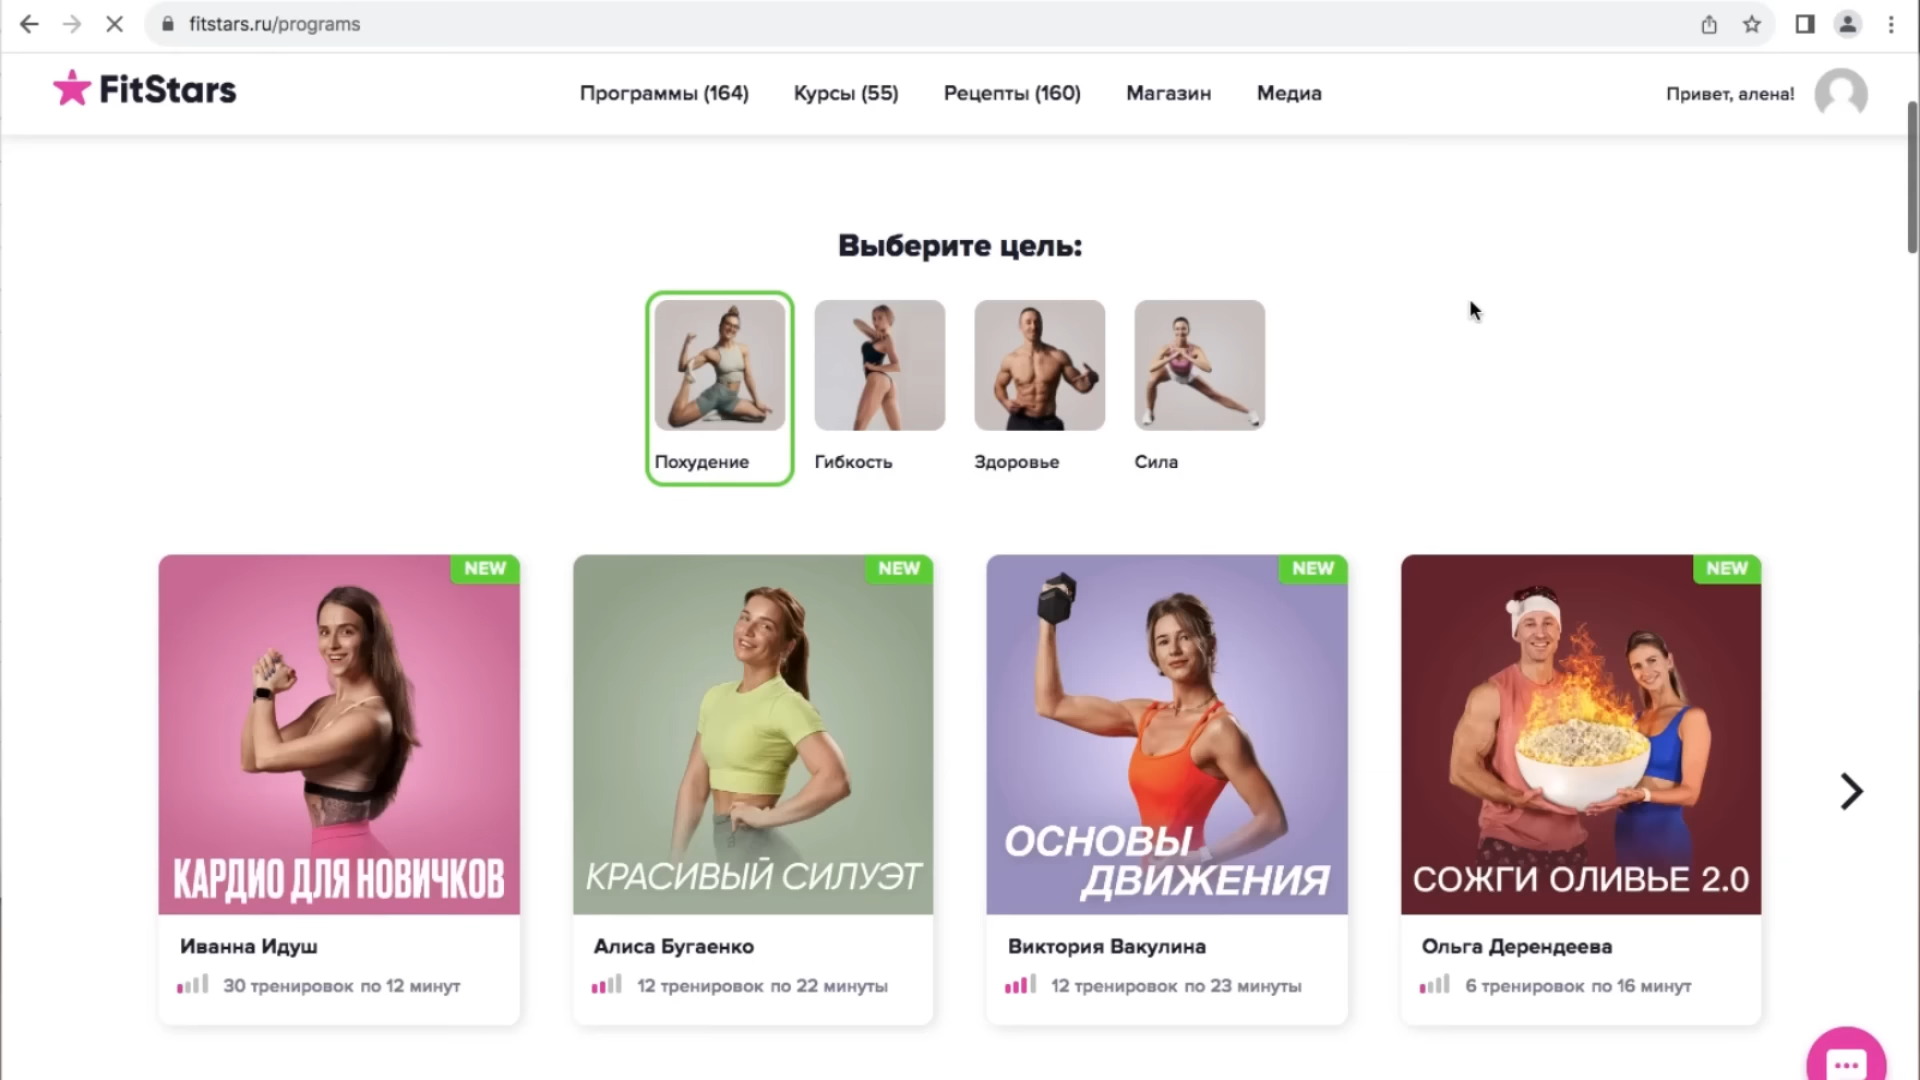 fitstars.ru/programs
FitStars
Программы (164)
Курсы (55)
Рецепты (160)
Магазин
Медиа
Привет, алена!
Выберите цель:
Похудение
Гибкость
Здоровье
Сила
NEW
КАРДИО ДЛЯ НОВИЧКОВ
Иванна Идуш
30 тренировок по 12 минут
NEW
КРАСИВЫЙ СИЛУЭТ
Алиса Бугаенко
12 тренировок по 22 минуты
NEW
ОСНОВЫ
ДВИЖЕНИЯ
Виктория Вакулина
12 тренировок по 23 минуты
NEW
СОЖГИ ОЛИВЬЕ 2.0
Ольга Дерендеева
6 тренировок по 16 минут